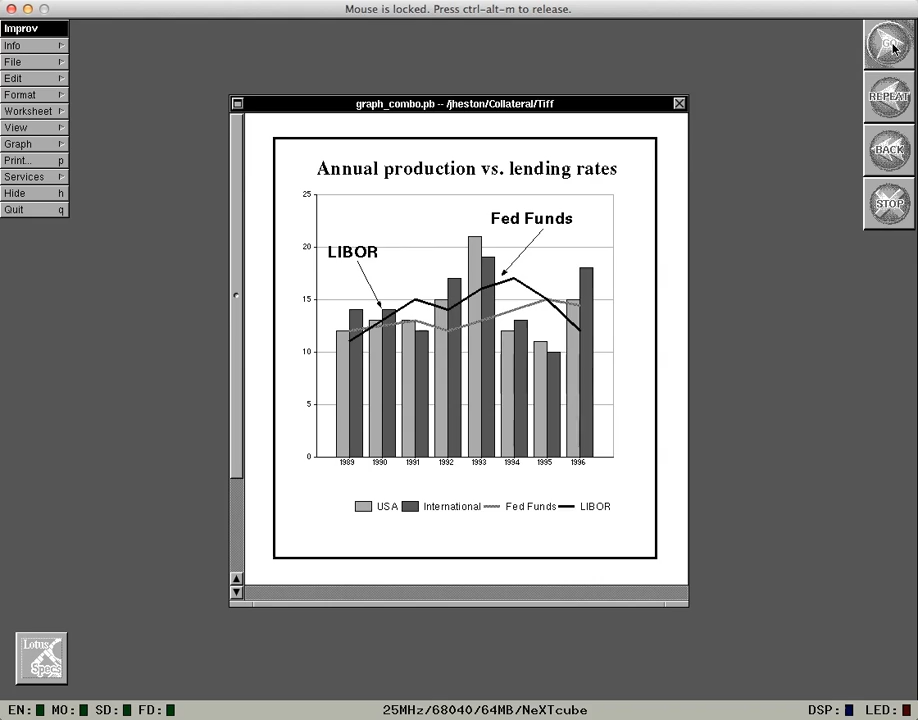 Mouse is locked. Press ctrl-alt-m to release.
Improv
Info
File
Edit
Format
Worksheet
View
Graph
Print... p
Services
Hide h
Quit q
graph_combo.pb -- /jheston/Collateral/Tiff
Annual production vs. lending rates
25
20
15
10
5
0
LIBOR
Fed Funds
1989 1990 1991 1992 1993 1994 1995 1996
USA International Fed Funds LIBOR
GO
REPEAT
BACK
STOP
Lotus
Specs
EN: MO: SD: FD: 25MHz/68040/64MB/NeXTcube DSP: LED: